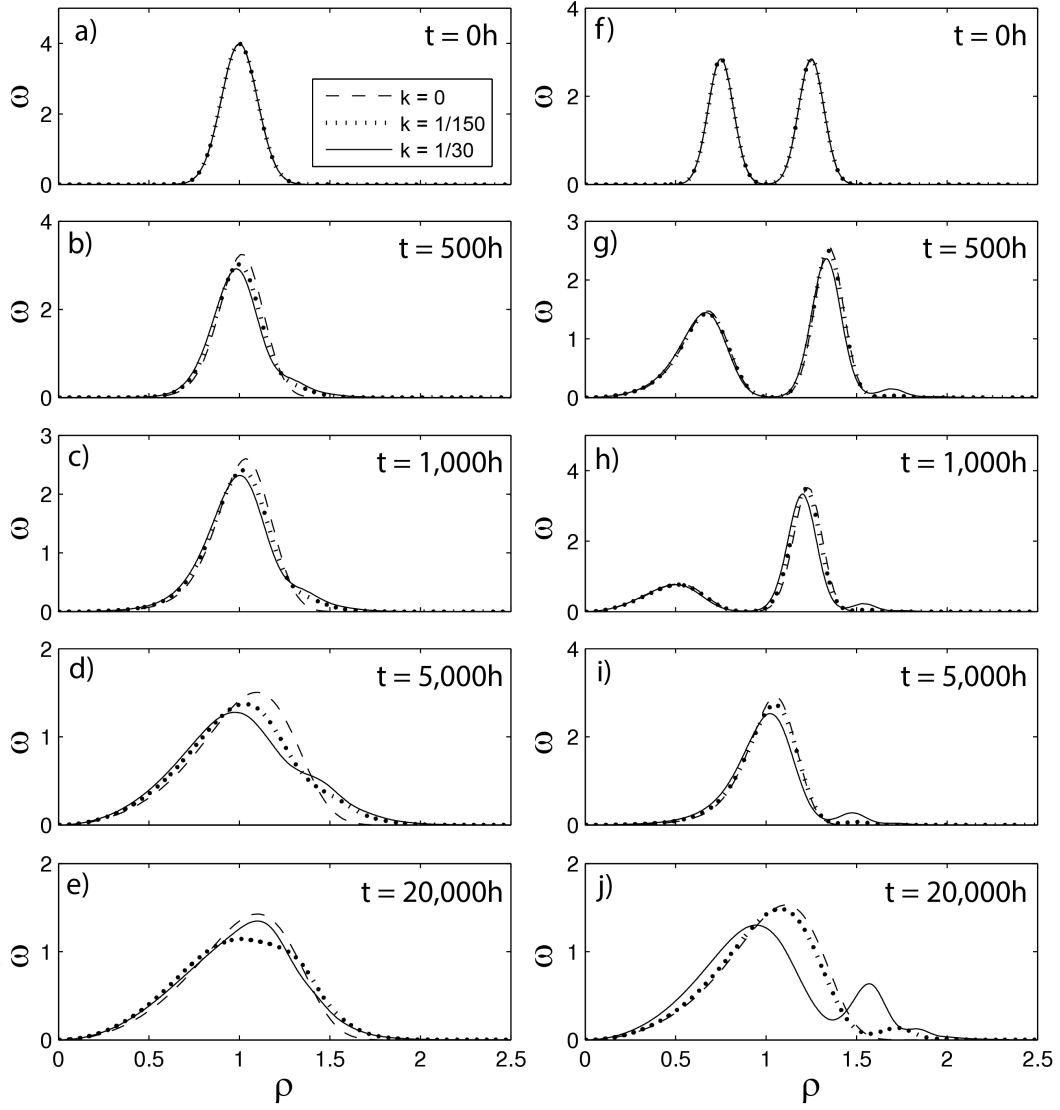 a)
t = 0h
4
2
0
ω
k = 0
k = 1/150
k = 1/30
b)
t = 500h
4
2
0
ω
c)
t = 1,000h
3
2
1
0
ω
d)
t = 5,000h
2
1
0
ω
e)
t = 20,000h
2
1
0
ω
0 0.5 1 1.5 2 2.5
ρ
f)
t = 0h
4
2
0
ω
g)
t = 500h
3
2
1
0
ω
h)
t = 1,000h
4
2
0
ω
i)
t = 5,000h
4
2
0
ω
j)
t = 20,000h
2
1
0
ω
0 0.5 1 1.5 2 2.5
ρ